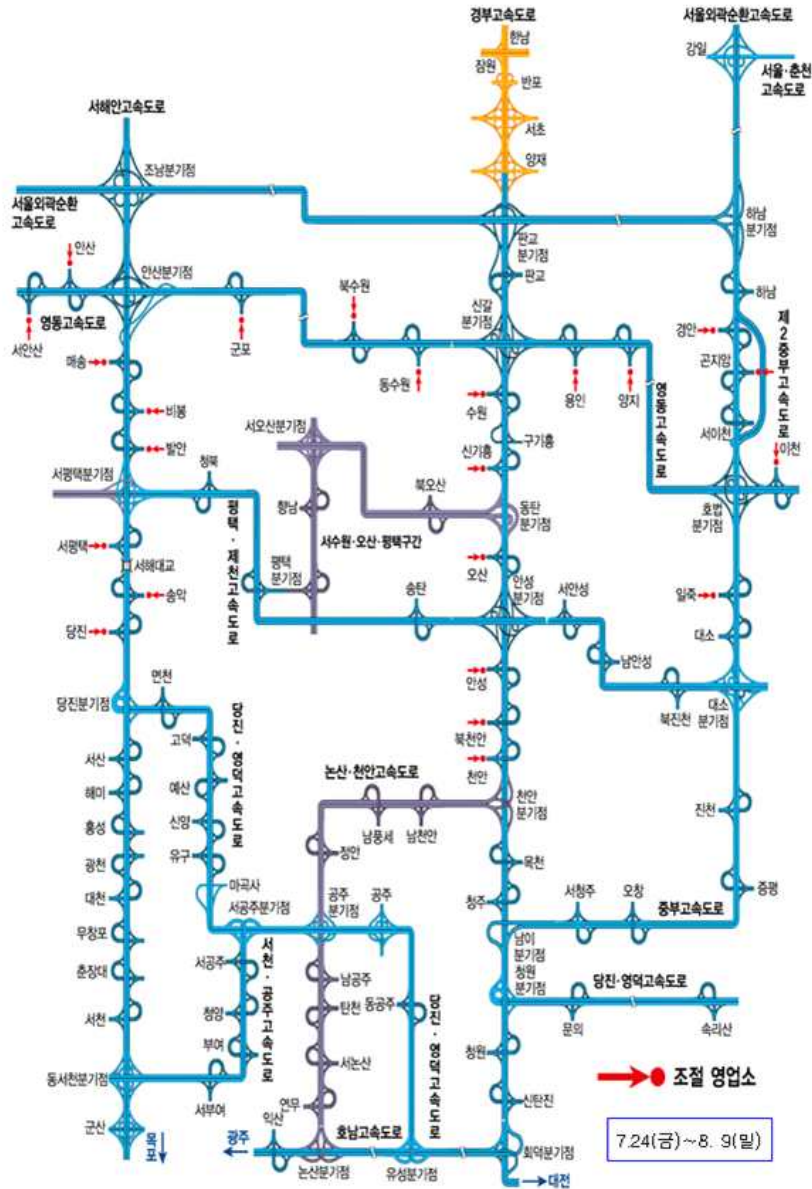 경부고속도로
서울외곽순환고속도로
한남
잠원
반포
서초
양재
강일
서울·춘천
고속도로
서해안고속도로
조남분기점
서울외곽순환
고속도로
판교
분기점
하남
분기점
안산
안산분기점
판교
하남
영동고속도로
서안산
군포
북수원
동수원
신갈
분기점
용인
양지
경안
곤지암
서이천
제2중부고속도로
이천
영동고속도로
매송
비봉
발안
수원
구기흥
신기흥
서오산분기점
서평택분기점
청북
향남
북오산
동탄
분기점
호법
분기점
평택·제천고속도로
서수원·오산·평택구간
서평택
서해대교
평택
분기점
오산
안성
분기점
송탄
서안성
송악
당진
일죽
대소
남안성
안성
북진천
대소
분기점
당진분기점
면천
고덕
예산
신양
유구
마곡사
당진·영덕고속도로
북천안
천안
논산·천안고속도로
천안
분기점
남풍세
남천안
정안
서산
해미
홍성
광천
대천
무창포
춘장대
서천
목천
청주
진천
증평
서청주
오창
중부고속도로
서공주분기점
공주
분기점
공주
남이
분기점
청원
분기점
당진·영덕고속도로
서공주
청양
부여
서천·공주고속도로
남공주
탄천
동공주
문의
속리산
서논산
당진·영덕고속도로
청원
신탄진
동서천분기점
서부여
연무
군산
목포
익산
광주
호남고속도로
논산분기점
유성분기점
회덕분기점
대전
조절 영업소
7.24(금)~8. 9(밀)